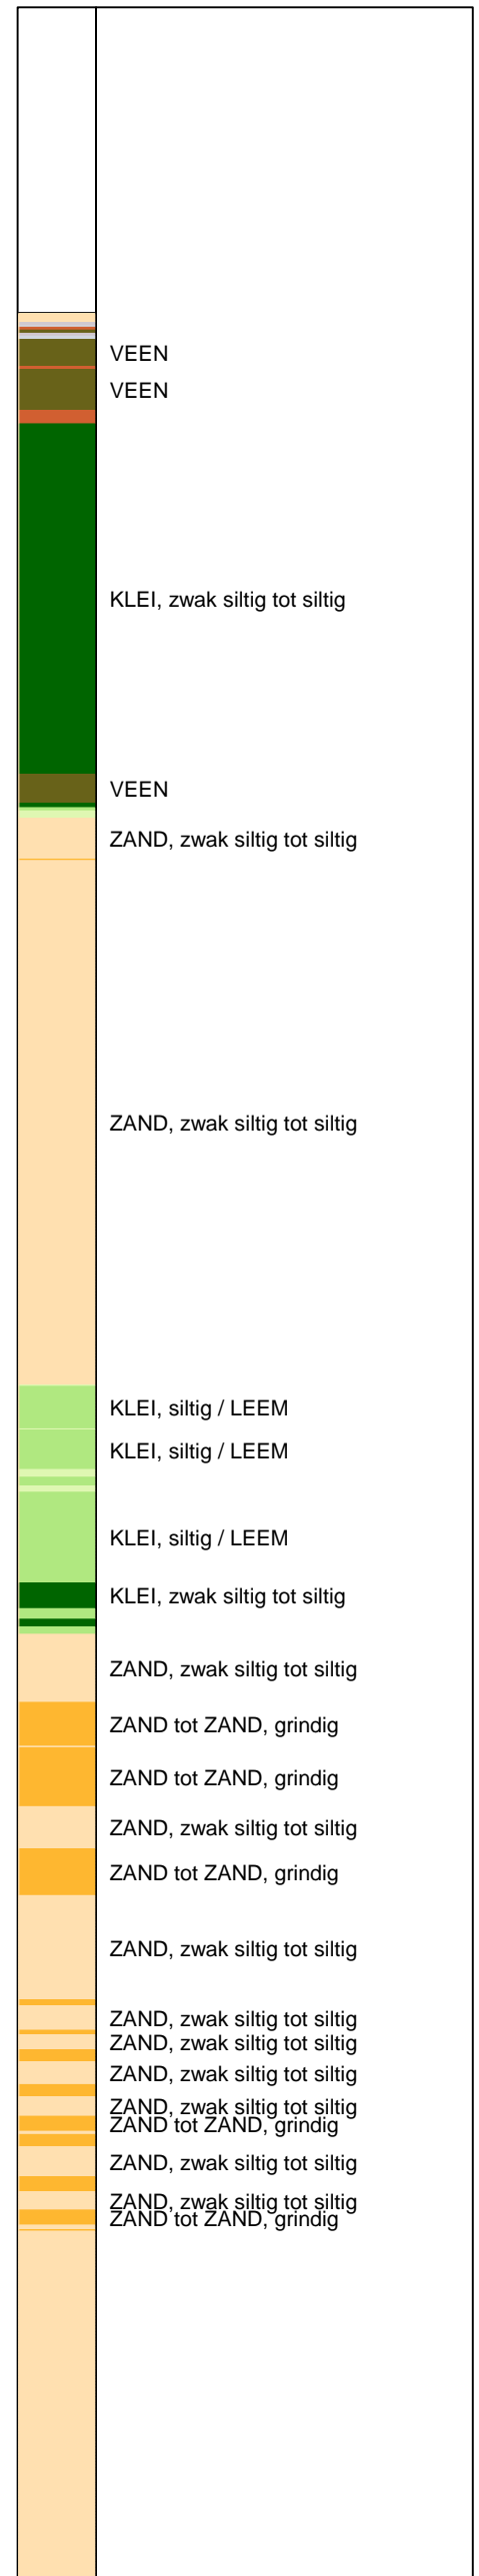 VEEN
VEEN
KLEI, zwak siltig tot siltig
VEEN
ZAND, zwak siltig tot siltig
ZAND, zwak siltig tot siltig
KLEI, siltig / LEEM
KLEI, siltig / LEEM
KLEI, siltig / LEEM
KLEI, zwak siltig tot siltig
ZAND, zwak siltig tot siltig
ZAND tot ZAND, grindig
ZAND tot ZAND, grindig
ZAND, zwak siltig tot siltig
ZAND tot ZAND, grindig
ZAND, zwak siltig tot siltig
ZAND, zwak siltig tot siltig
ZAND, zwak siltig tot siltig
ZAND, zwak siltig tot siltig
ZAND, zwak siltig tot siltig
ZAND tot ZAND, grindig
ZAND, zwak siltig tot siltig
ZAND, zwak siltig tot siltig
ZAND tot ZAND, grindig